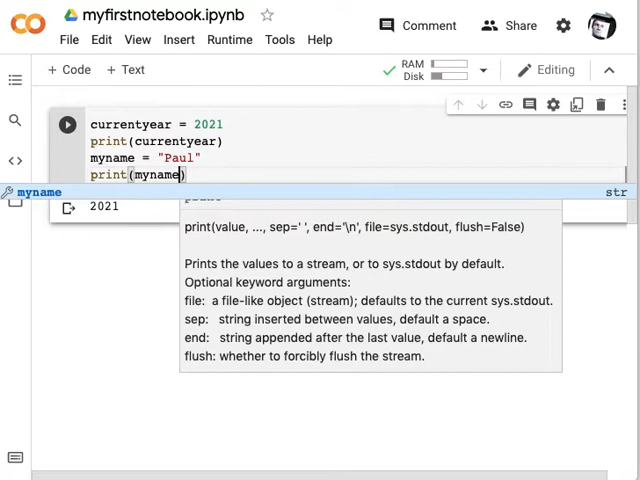 myfirstnotebook.ipynb
Comment
Share
File Edit View Insert Runtime Tools Help
+ Code + Text
RAM
Disk
Editing
currentyear = 2021
print(currentyear)
myname = "Paul"
print(myname)
myname str
2021
print(value, ..., sep=' ', end='\n', file=sys.stdout, flush=False)
Prints the values to a stream, or to sys.stdout by default.
Optional keyword arguments:
file: a file-like object (stream); defaults to the current sys.stdout.
sep: string inserted between values, default a space.
end: string appended after the last value, default a newline.
flush: whether to forcibly flush the stream.